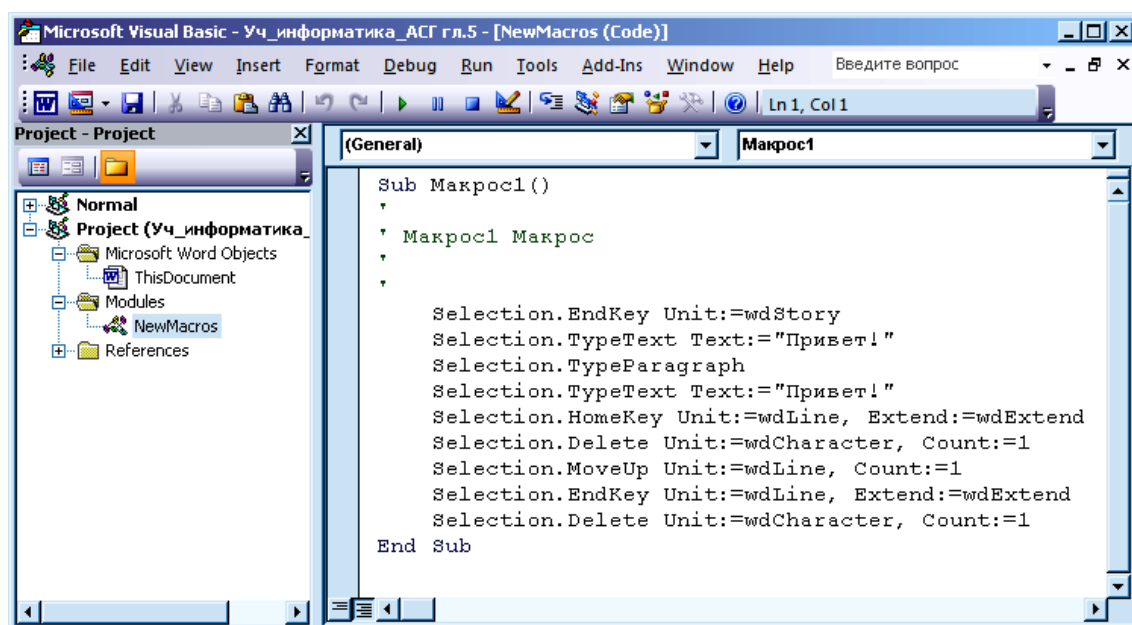 Microsoft Visual Basic - Уч_информатика_АСГ гл.5 - [NewMacros (Code)]
File Edit View Insert Format Debug Run Tools Add-Ins Window Help Введите вопрос
Ln 1, Col 1
Project - Project
Normal
Project (Уч_информатика_
Microsoft Word Objects
ThisDocument
Modules
NewMacros
References
(General) Макрос1
Sub Макрос1()
'
' Макрос1 Макрос
'
'
Selection.EndKey Unit:=wdStory
Selection.TypeText Text:="Привет!"
Selection.TypeParagraph
Selection.TypeText Text:="Привет!"
Selection.HomeKey Unit:=wdLine, Extend:=wdExtend
Selection.Delete Unit:=wdCharacter, Count:=1
Selection.MoveUp Unit:=wdLine, Count:=1
Selection.EndKey Unit:=wdLine, Extend:=wdExtend
Selection.Delete Unit:=wdCharacter, Count:=1
End Sub